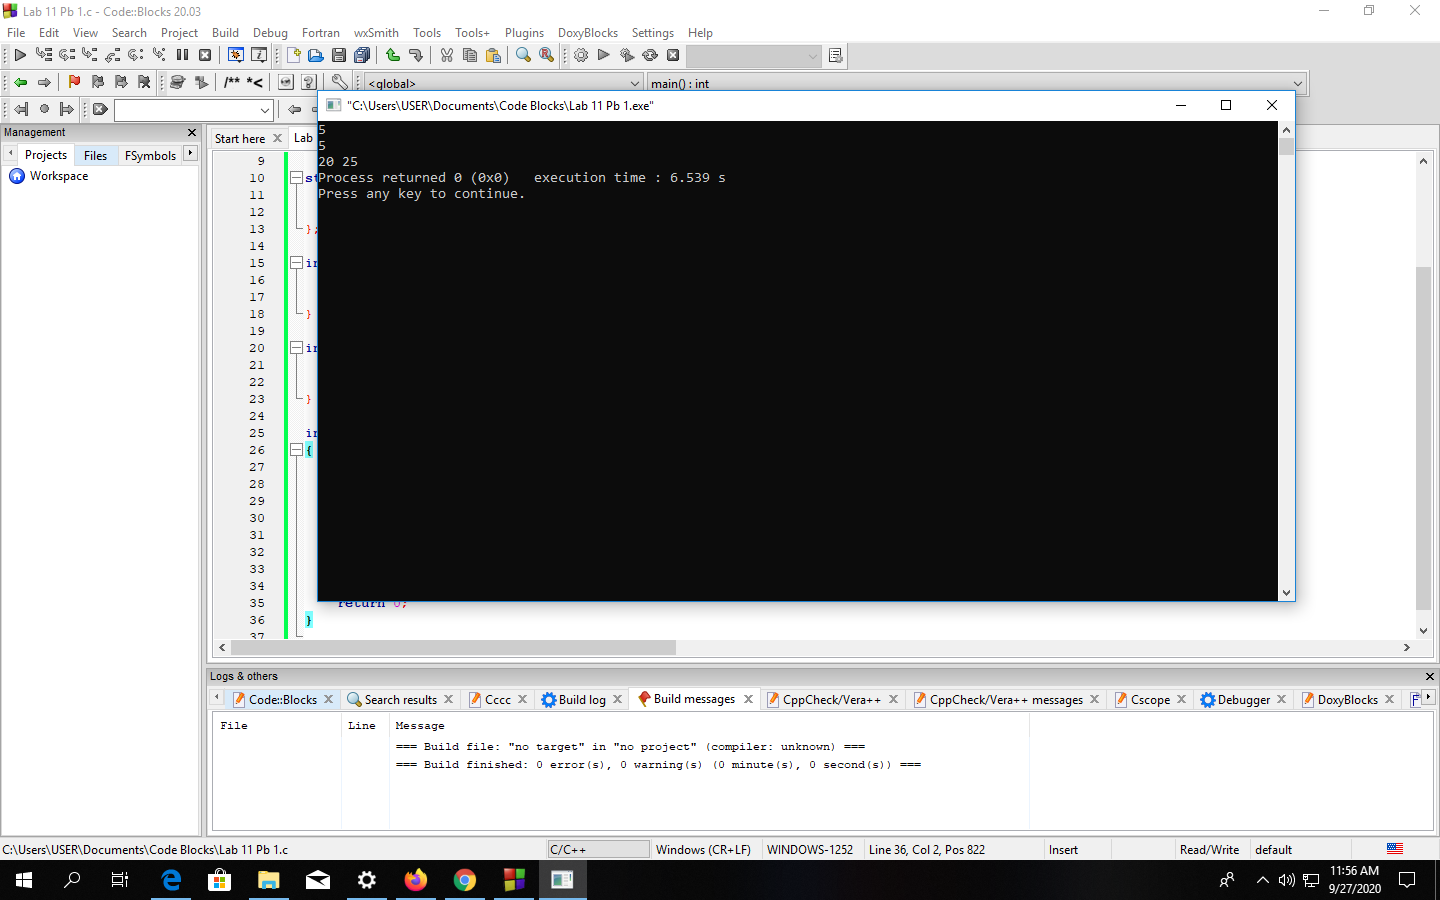 Lab 11 Pb 1.c - Code::Blocks 20.03
File Edit View Search Project Build Debug Fortran wxSmith Tools Tools+ Plugins DoxyBlocks Settings Help
/** *<
<global> main() : int
"C:\Users\USER\Documents\Code Blocks\Lab 11 Pb 1.exe"
5
5
20 25
Process returned 0 (0x0)   execution time : 6.539 s
Press any key to continue.
Management
Projects Files FSymbols
Workspace
Start here Lab
9
10 st
11
12
13 };
14
15 in
16
17
18 }
19
20 in
21
22
23 }
24
25 in
26 {
27
28
29
30
31
32
33
34
35 return 0;
36 }
37
Logs & others
Code::Blocks Search results Cccc Build log Build messages CppCheck/Vera++ CppCheck/Vera++ messages Cscope Debugger DoxyBlocks F
File Line Message
=== Build file: "no target" in "no project" (compiler: unknown) ===
=== Build finished: 0 error(s), 0 warning(s) (0 minute(s), 0 second(s)) ===
C:\Users\USER\Documents\Code Blocks\Lab 11 Pb 1.c C/C++ Windows (CR+LF) WINDOWS-1252 Line 36, Col 2, Pos 822 Insert Read/Write default
11:56 AM
9/27/2020